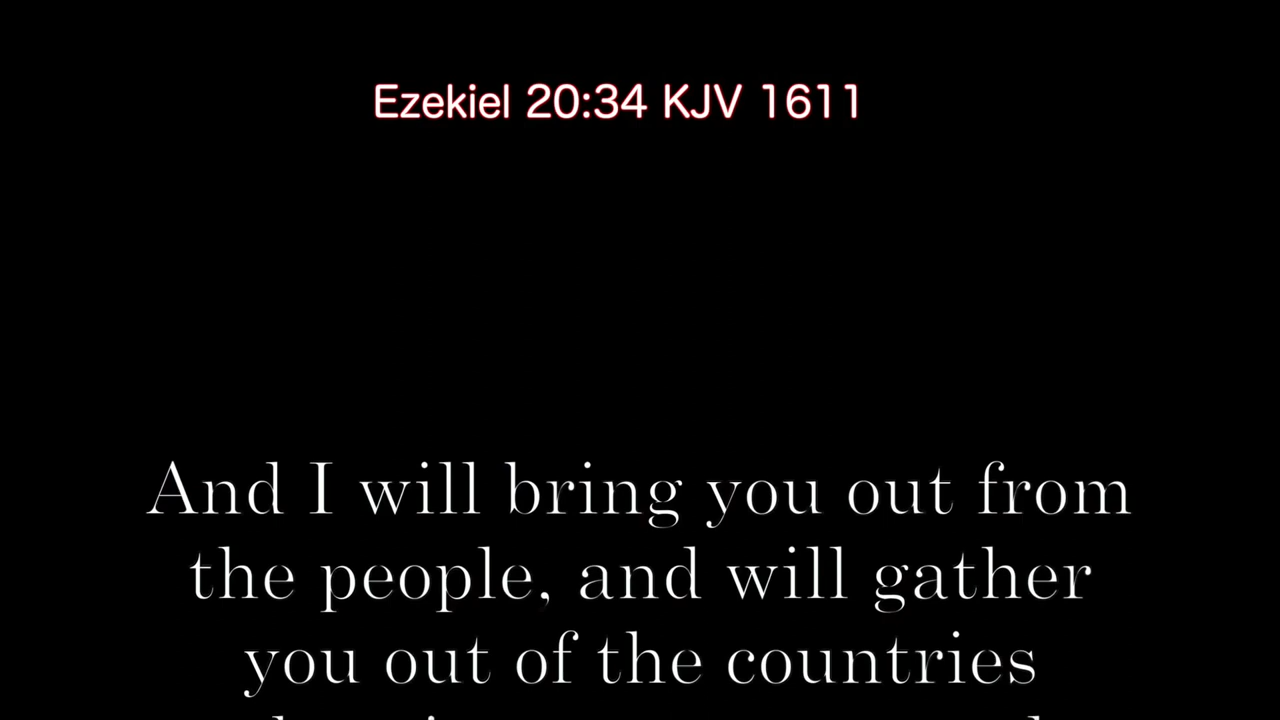 Ezekiel 20:34 KJV 1611
And I will bring you out from
the people, and will gather
you out of the countries